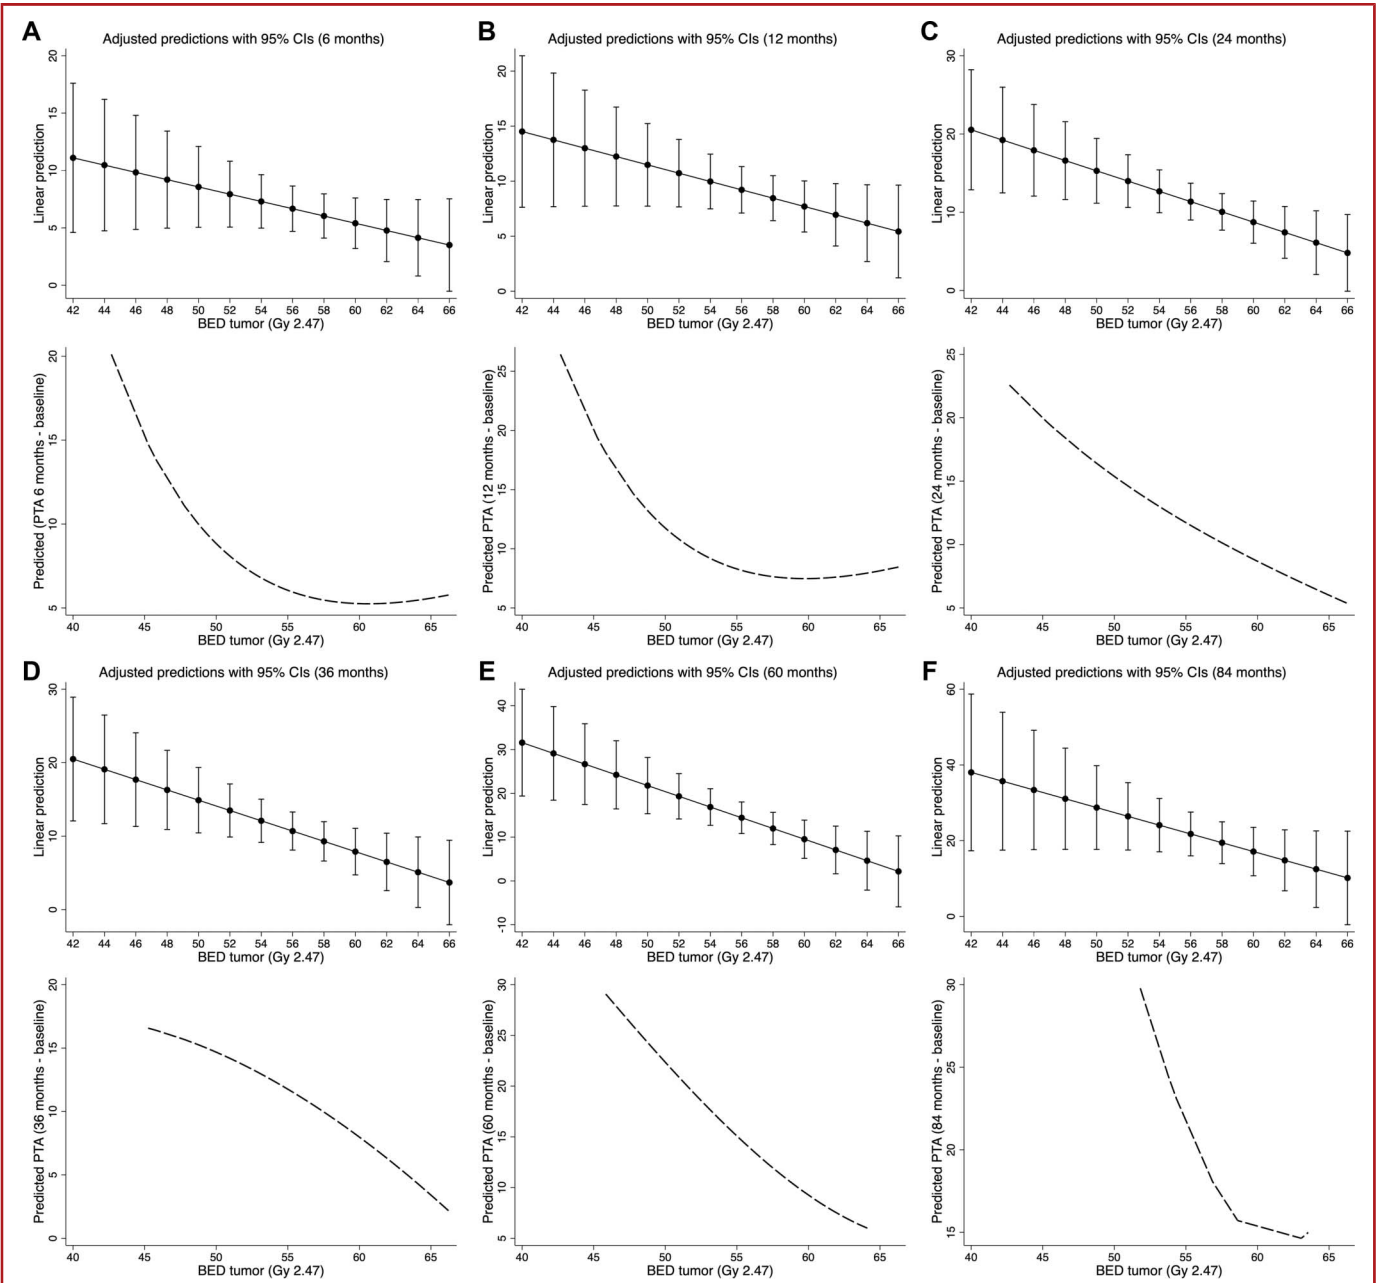 A
Adjusted predictions with 95% CIs (6 months)
Linear prediction
0 5 10 15 20
42 44 46 48 50 52 54 56 58 60 62 64 66
BED tumor (Gy 2.47)
Predicted (PTA 6 months - baseline)
5 10 15 20
40 45 50 55 60 65
BED tumor (Gy 2.47)
B
Adjusted predictions with 95% CIs (12 months)
Linear prediction
0 5 10 15 20
42 44 46 48 50 52 54 56 58 60 62 64 66
BED tumor (Gy 2.47)
Predicted PTA (12 months - baseline)
5 10 15 20 25
40 45 50 55 60 65
BED tumor (Gy 2.47)
C
Adjusted predictions with 95% CIs (24 months)
Linear prediction
0 10 20 30
42 44 46 48 50 52 54 56 58 60 62 64 66
BED tumor (Gy 2.47)
Predicted PTA (24 months - baseline)
5 10 15 20 25
40 45 50 55 60 65
BED tumor (Gy 2.47)
D
Adjusted predictions with 95% CIs (36 months)
Linear prediction
0 10 20 30
42 44 46 48 50 52 54 56 58 60 62 64 66
BED tumor (Gy 2.47)
Predicted PTA (36 months - baseline)
0 5 10 15 20
40 45 50 55 60 65
BED tumor (Gy 2.47)
E
Adjusted predictions with 95% CIs (60 months)
Linear prediction
-10 0 10 20 30 40
42 44 46 48 50 52 54 56 58 60 62 64 66
BED tumor (Gy 2.47)
Predicted PTA (60 months - baseline)
5 10 15 20 25 30
40 45 50 55 60 65
BED tumor (Gy 2.47)
F
Adjusted predictions with 95% CIs (84 months)
Linear prediction
0 20 40 60
42 44 46 48 50 52 54 56 58 60 62 64 66
BED tumor (Gy 2.47)
Predicted PTA (84 months - baseline)
15 20 25 30
40 45 50 55 60 65
BED tumor (Gy 2.47)